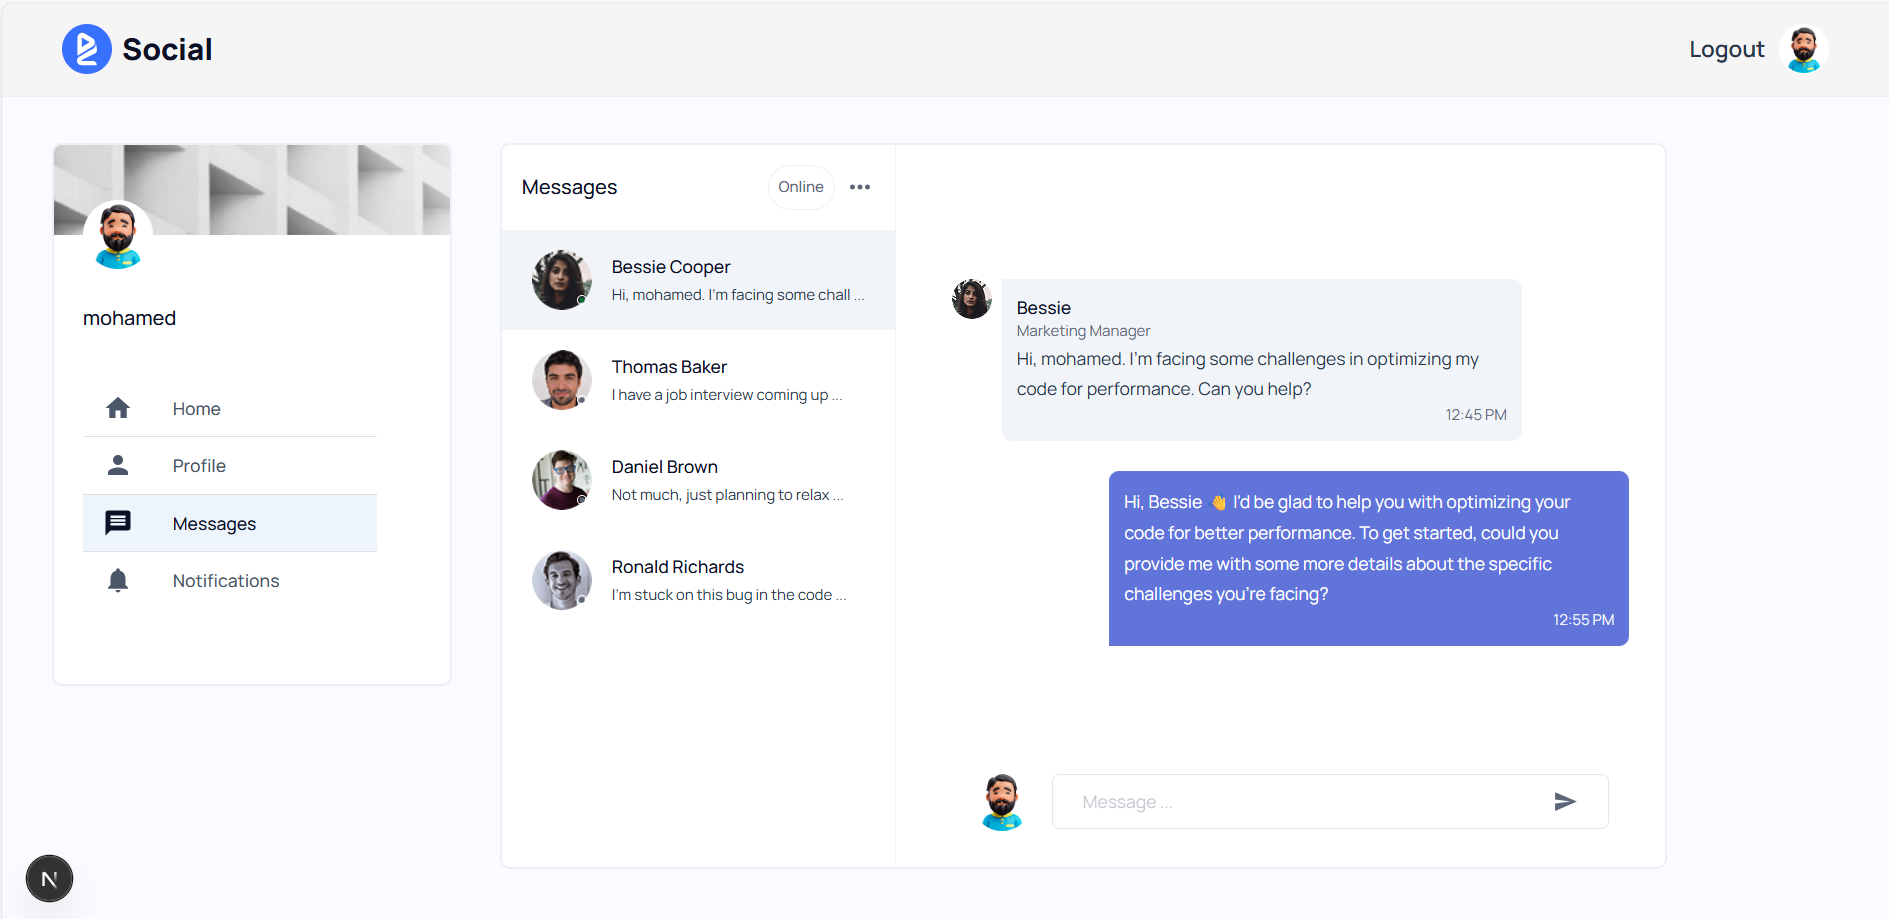 Social
Logout
mohamed
Home
Profile
Messages
Notifications
Messages
Online
Bessie Cooper
Hi, mohamed. I'm facing some chall ...
Thomas Baker
I have a job interview coming up ...
Daniel Brown
Not much, just planning to relax ...
Ronald Richards
I'm stuck on this bug in the code ...
Bessie
Marketing Manager
Hi, mohamed. I'm facing some challenges in optimizing my
code for performance. Can you help?
12:45 PM
Hi, Bessie 👋 I'd be glad to help you with optimizing your
code for better performance. To get started, could you
provide me with some more details about the specific
challenges you're facing?
12:55 PM
Message ...
N